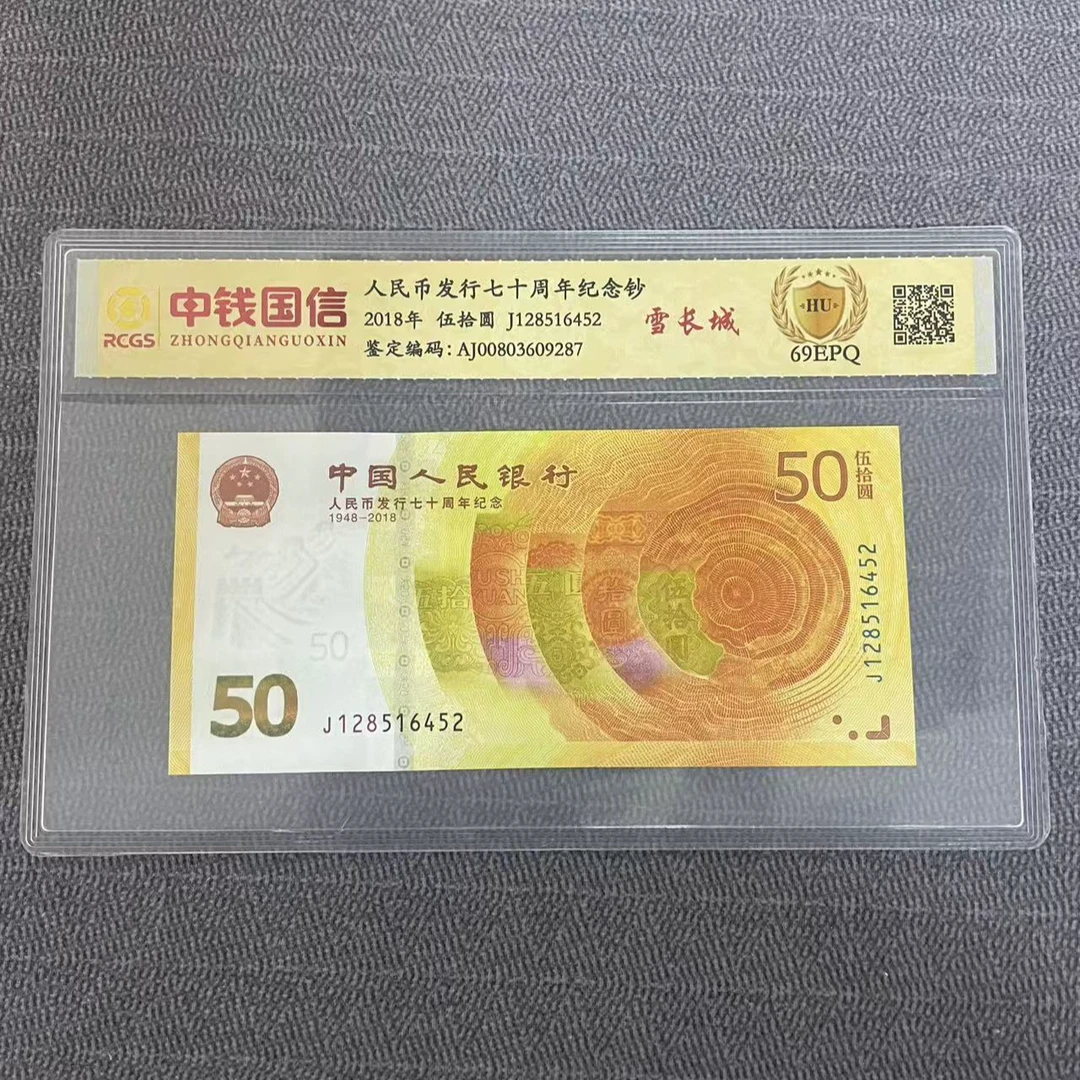 RCGS
中钱国信
ZHONGQIANGUOXIN
人民币发行七十周年纪念钞
2018年 伍拾圆 J128516452
鉴定编码:AJ00803609287
雪长城
HU
69EPQ
中国人民银行
人民币发行七十周年纪念
1948-2018
50
伍拾圆
J128516452
50
50
J128516452
伍拾圆